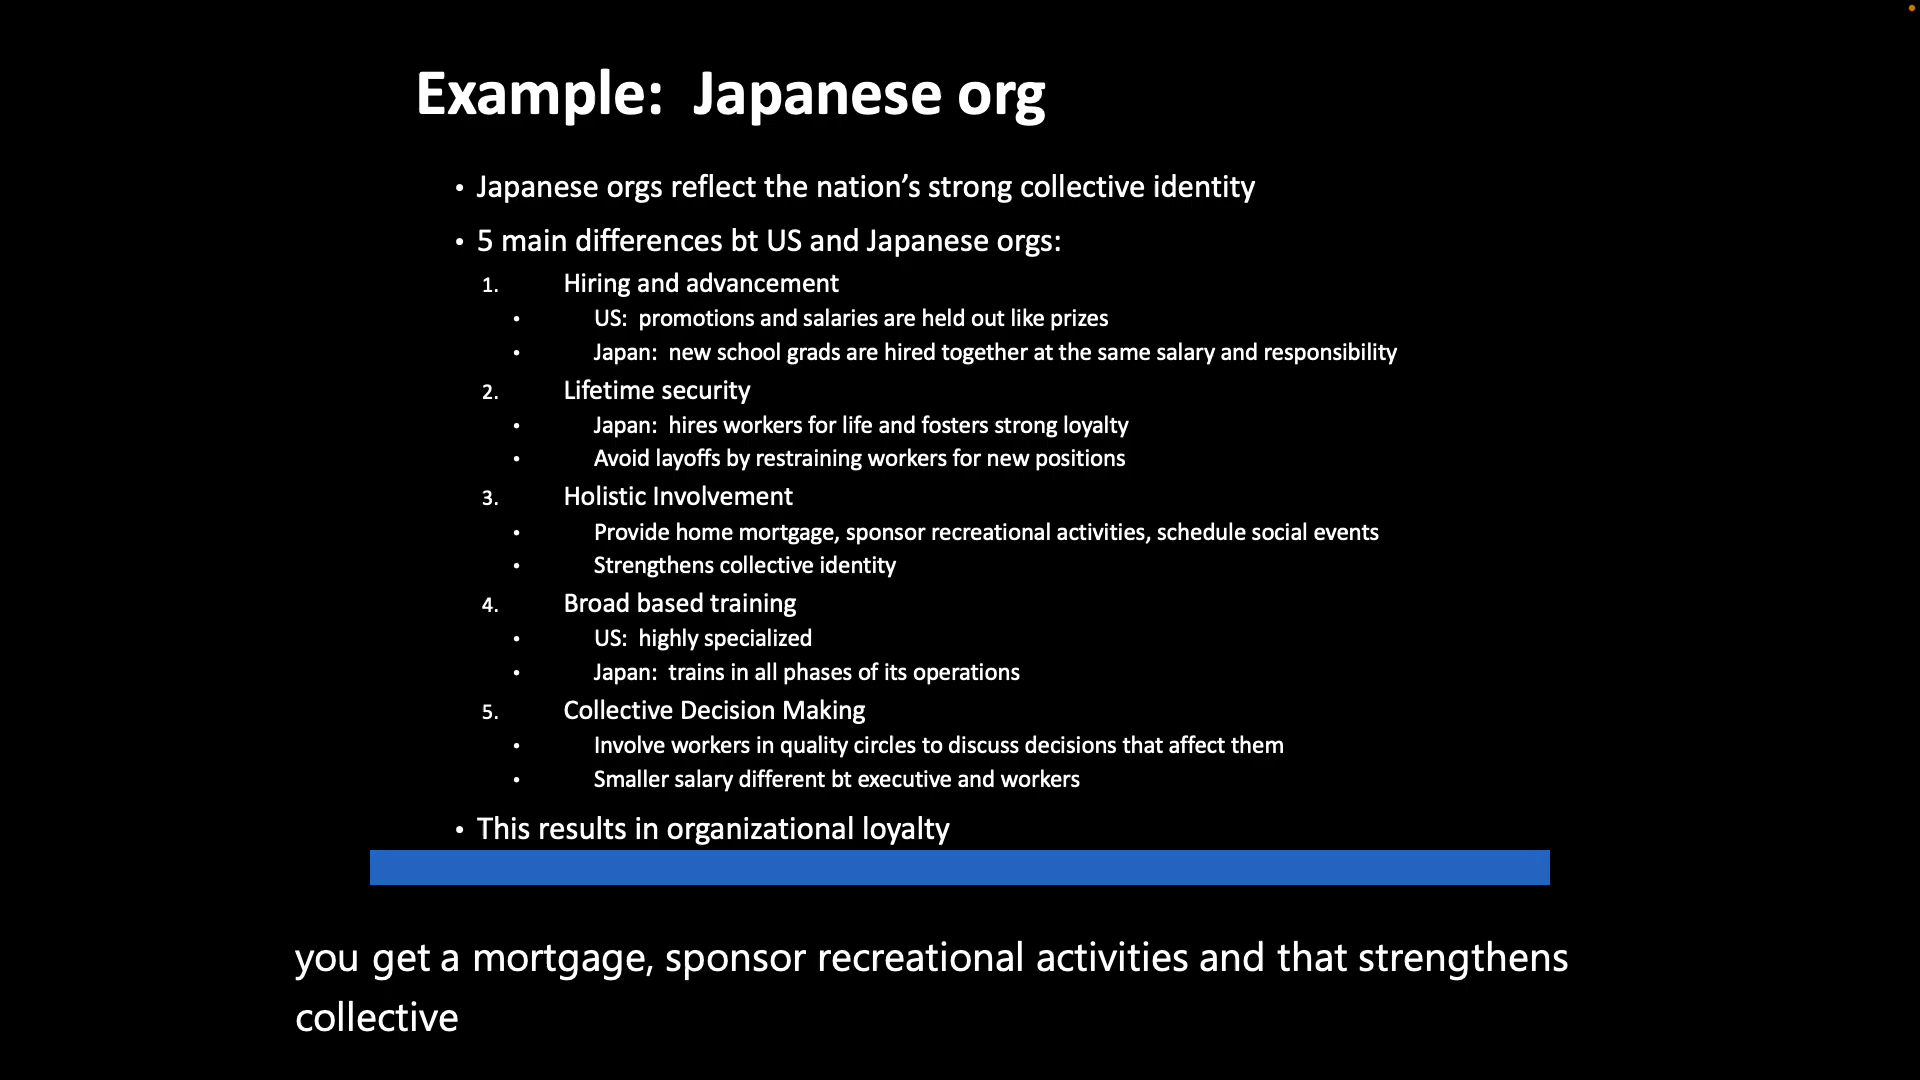 Example:  Japanese org
• Japanese orgs reflect the nation’s strong collective identity
• 5 main differences bt US and Japanese orgs:
1. Hiring and advancement
• US:  promotions and salaries are held out like prizes
• Japan:  new school grads are hired together at the same salary and responsibility
2. Lifetime security
• Japan:  hires workers for life and fosters strong loyalty
• Avoid layoffs by restraining workers for new positions
3. Holistic Involvement
• Provide home mortgage, sponsor recreational activities, schedule social events
• Strengthens collective identity
4. Broad based training
• US:  highly specialized
• Japan:  trains in all phases of its operations
5. Collective Decision Making
• Involve workers in quality circles to discuss decisions that affect them
• Smaller salary different bt executive and workers
• This results in organizational loyalty
you get a mortgage, sponsor recreational activities and that strengthens
collective